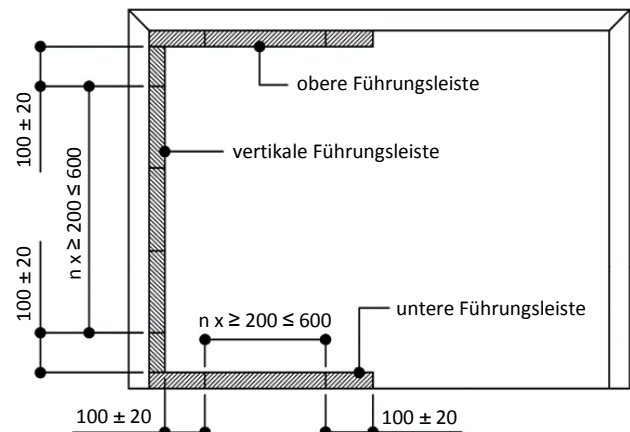 obere Führungsleiste
100 ± 20
n x ≥ 200 ≤ 600
vertikale Führungsleiste
100 ± 20
n x ≥ 200 ≤ 600
untere Führungsleiste
100 ± 20
100 ± 20